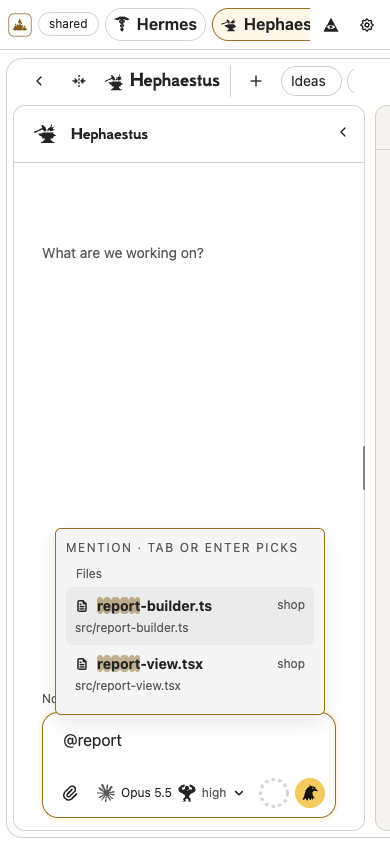 shared
Hermes
Hephaes
Hephaestus
Ideas
Hephaestus
What are we working on?
MENTION · TAB OR ENTER PICKS
Files
report-builder.ts
shop
src/report-builder.ts
report-view.tsx
shop
src/report-view.tsx
@report
Opus 5.5
high